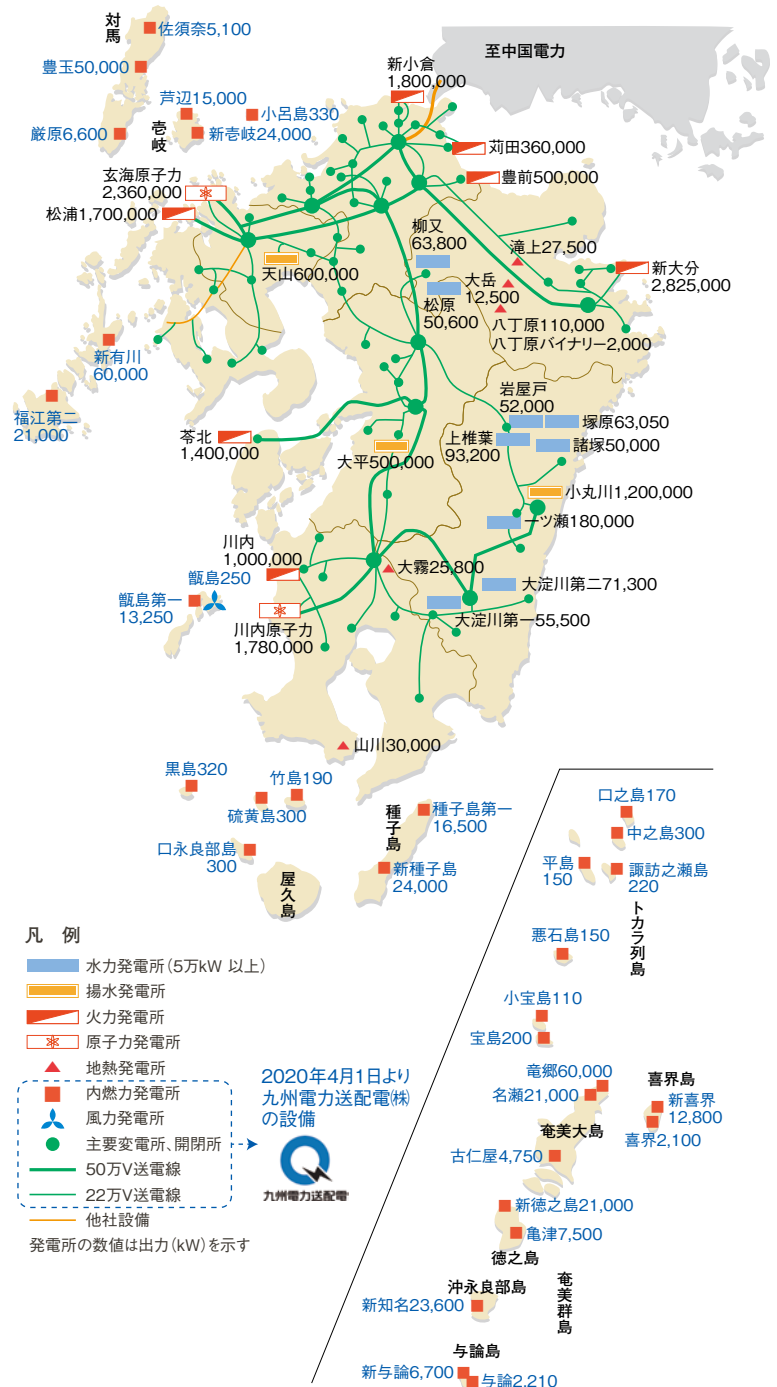 対馬
佐須奈5,100
豊玉50,000
厳原6,600
芦辺15,000
壱岐
新壱岐24,000
小呂島330
新小倉
1,800,000
至中国電力
苅田360,000
豊前500,000
玄海原子力
2,360,000
松浦1,700,000
天山600,000
柳又
63,800
滝上27,500
大岳
12,500
松原
50,600
新大分
2,825,000
八丁原110,000
八丁原バイナリー2,000
新有川
60,000
福江第二
21,000
苓北
1,400,000
大平500,000
岩屋戸
52,000
塚原63,050
上椎葉
93,200
諸塚50,000
小丸川1,200,000
一ツ瀬180,000
川内
1,000,000
大霧25,800
大淀川第二71,300
大淀川第一55,500
甑島250
甑島第一
13,250
川内原子力
1,780,000
山川30,000
黒島320
竹島190
硫黄島300
口永良部島
300
屋久島
種子島
種子島第一
16,500
新種子島
24,000
口之島170
中之島300
平島
150
諏訪之瀬島
220
トカラ列島
悪石島150
小宝島110
宝島200
竜郷60,000
名瀬21,000
喜界島
新喜界
12,800
喜界2,100
奄美大島
古仁屋4,750
新徳之島21,000
亀津7,500
徳之島
沖永良部島
新知名23,600
奄美群島
与論島
新与論6,700
与論2,210
凡 例
水力発電所(5万kW 以上)
揚水発電所
火力発電所
原子力発電所
地熱発電所
内燃力発電所
風力発電所
主要変電所、開閉所
50万V送電線
22万V送電線
他社設備
発電所の数値は出力(kW)を示す
2020年4月1日より
九州電力送配電㈱
の設備
九州電力送配電